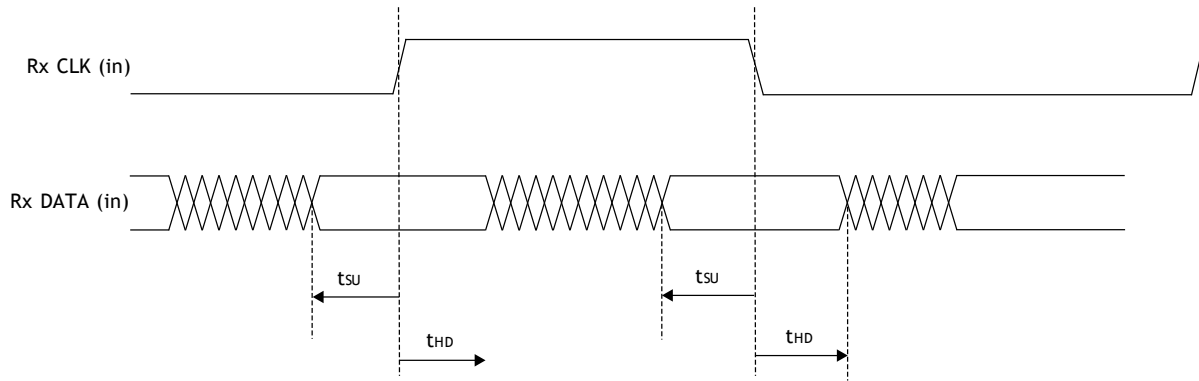 Rx CLK (in)
Rx DATA (in)
tSU
tSU
tHD
tHD